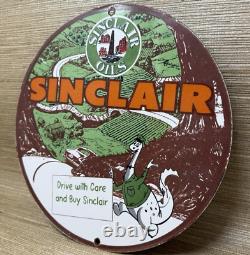 SINCLAIR
OILS
SINCLAIR
Drive with Care
and Buy Sinclair